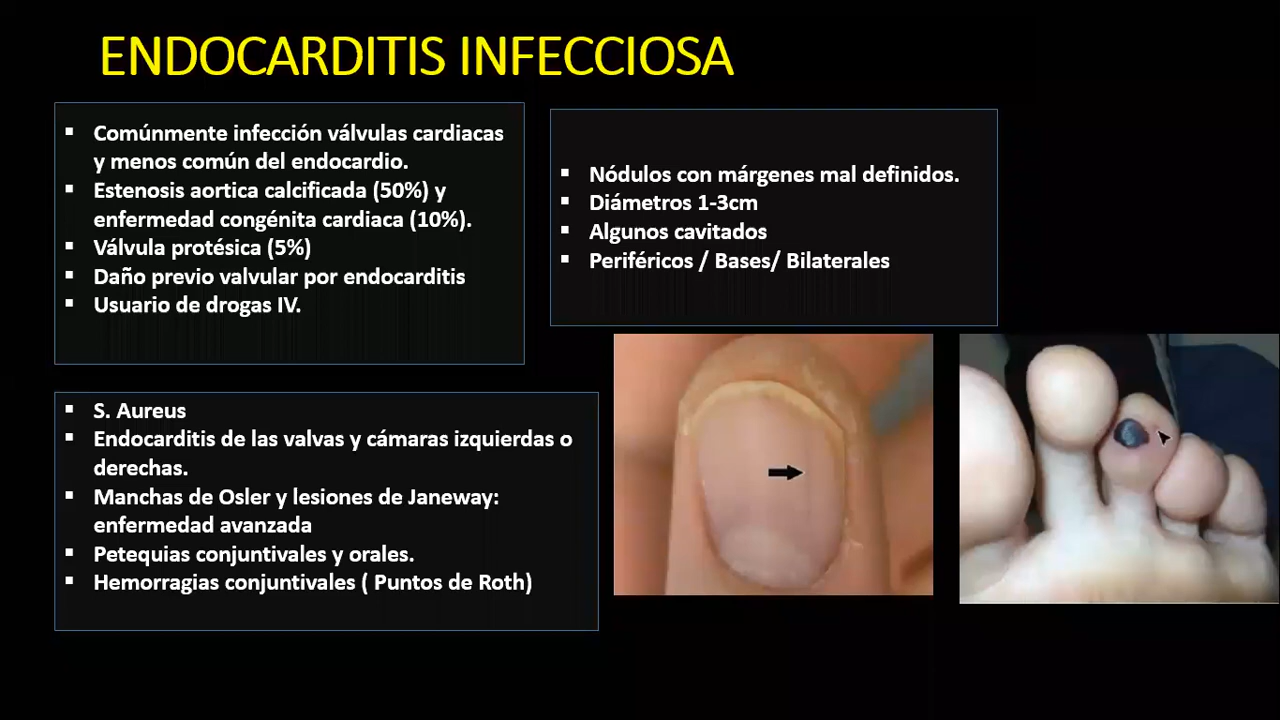 ENDOCARDITIS INFECCIOSA
▪ Comúnmente infección válvulas cardiacas
y menos común del endocardio.
▪ Estenosis aortica calcificada (50%) y
enfermedad congénita cardiaca (10%).
▪ Válvula protésica (5%)
▪ Daño previo valvular por endocarditis
▪ Usuario de drogas IV.
▪ Nódulos con márgenes mal definidos.
▪ Diámetros 1-3cm
▪ Algunos cavitados
▪ Periféricos / Bases/ Bilaterales
▪ S. Aureus
▪ Endocarditis de las valvas y cámaras izquierdas o
derechas.
▪ Manchas de Osler y lesiones de Janeway:
enfermedad avanzada
▪ Petequias conjuntivales y orales.
▪ Hemorragias conjuntivales ( Puntos de Roth)